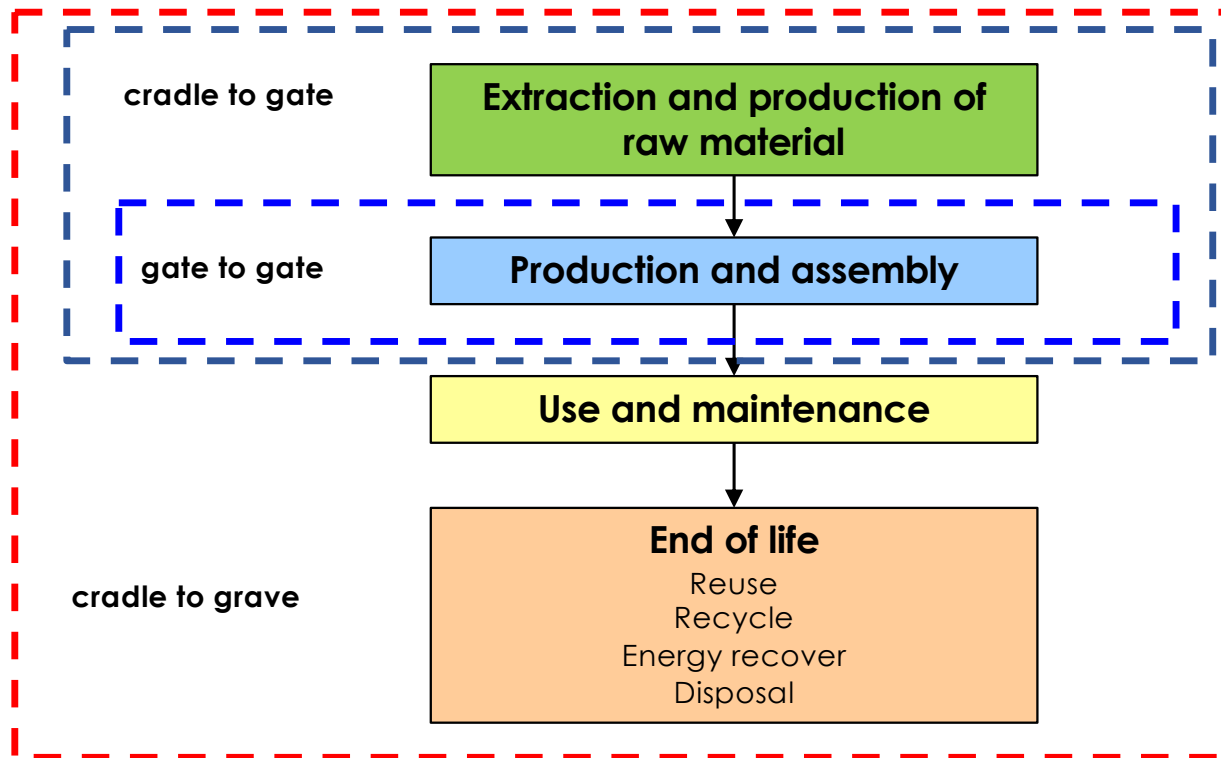 cradle to gate
Extraction and production of
raw material
gate to gate
Production and assembly
Use and maintenance
cradle to grave
End of life
Reuse
Recycle
Energy recover
Disposal